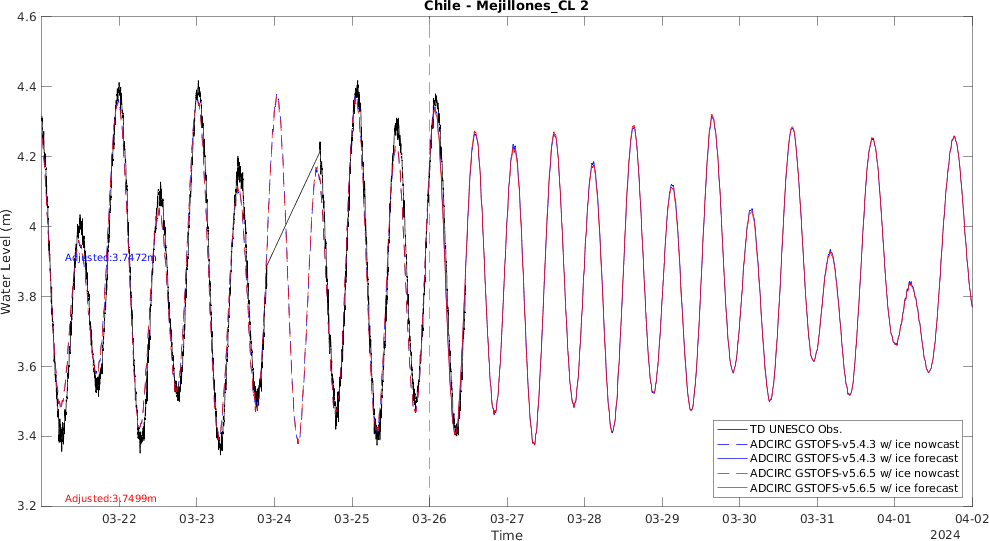 Chile - Mejillones_CL 2
4.6
4.4
4.2
4
3.8
3.6
3.4
3.2
Water Level (m)
Adjusted:3.7472m
Adjusted:3.7499m
TD UNESCO Obs.
ADCIRC GSTOFS-v5.4.3 w/ ice nowcast
ADCIRC GSTOFS-v5.4.3 w/ ice forecast
ADCIRC GSTOFS-v5.6.5 w/ ice nowcast
ADCIRC GSTOFS-v5.6.5 w/ ice forecast
03-22 03-23 03-24 03-25 03-26 03-27 03-28 03-29 03-30 03-31 04-01 04-02
Time
2024